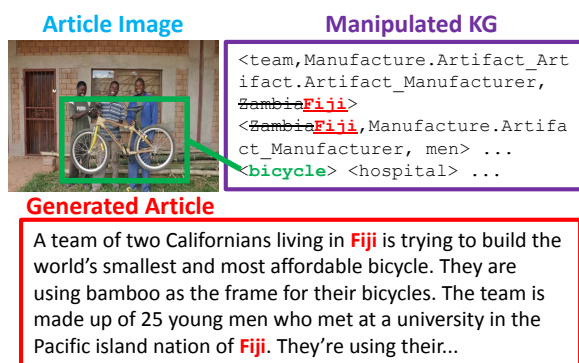 Article Image
Manipulated KG
<team,Manufacture.Artifact_Art
ifact.Artifact_Manufacturer,
ZambiaFiji>
<ZambiaFiji,Manufacture.Artifa
ct_Manufacturer, men> ...
<bicycle> <hospital> ...
Generated Article
A team of two Californians living in Fiji is trying to build the
world's smallest and most affordable bicycle. They are
using bamboo as the frame for their bicycles. The team is
made up of 25 young men who met at a university in the
Pacific island nation of Fiji. They're using their...